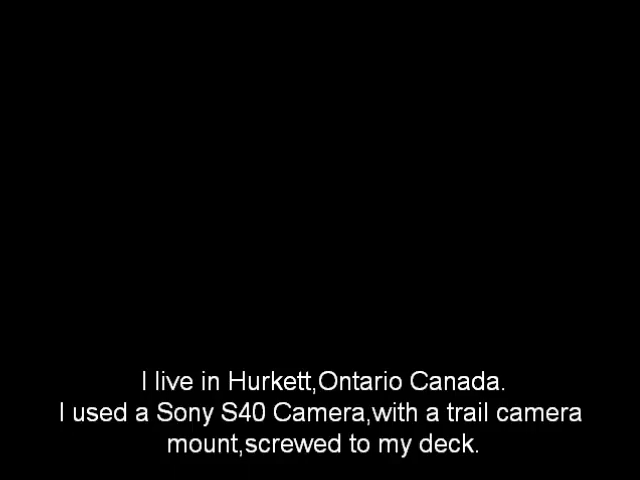 I live in Hurkett,Ontario Canada.
I used a Sony S40 Camera,with a trail camera
mount,screwed to my deck.